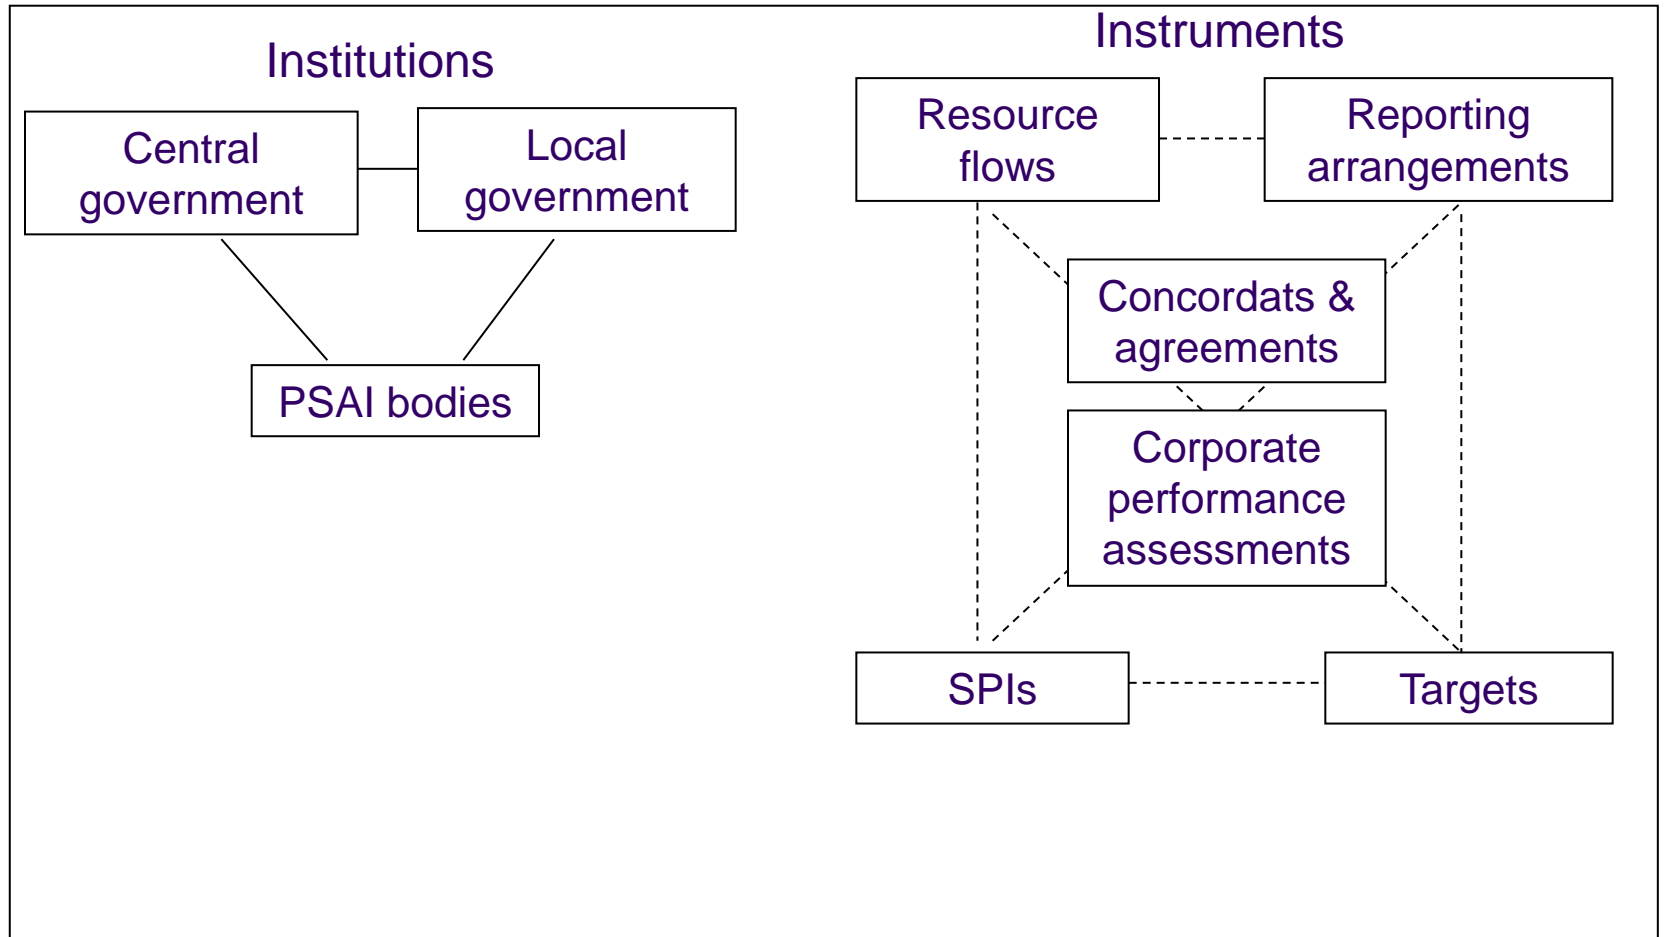 Institutions
Central
government
Local
government
PSAI bodies
Instruments
Resource
flows
Reporting
arrangements
Concordats &
agreements
Corporate
performance
assessments
SPIs
Targets